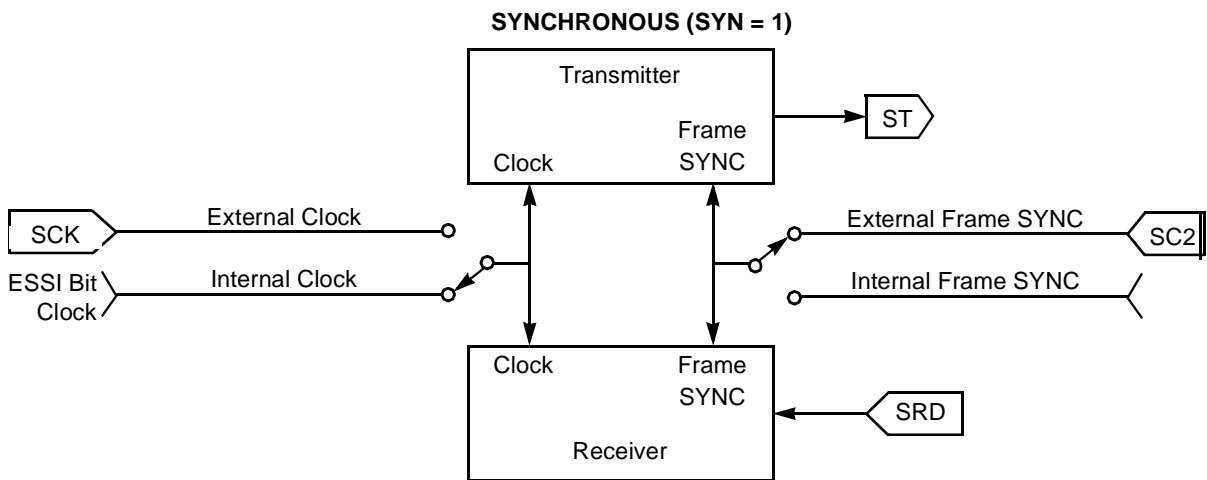 SYNCHRONOUS (SYN = 1)
Transmitter
ST
Frame
SYNC
Clock
SCK
External Clock
External Frame SYNC
SC2
ESSI Bit
Clock
Internal Clock
Internal Frame SYNC
Clock
Frame
SYNC
SRD
Receiver